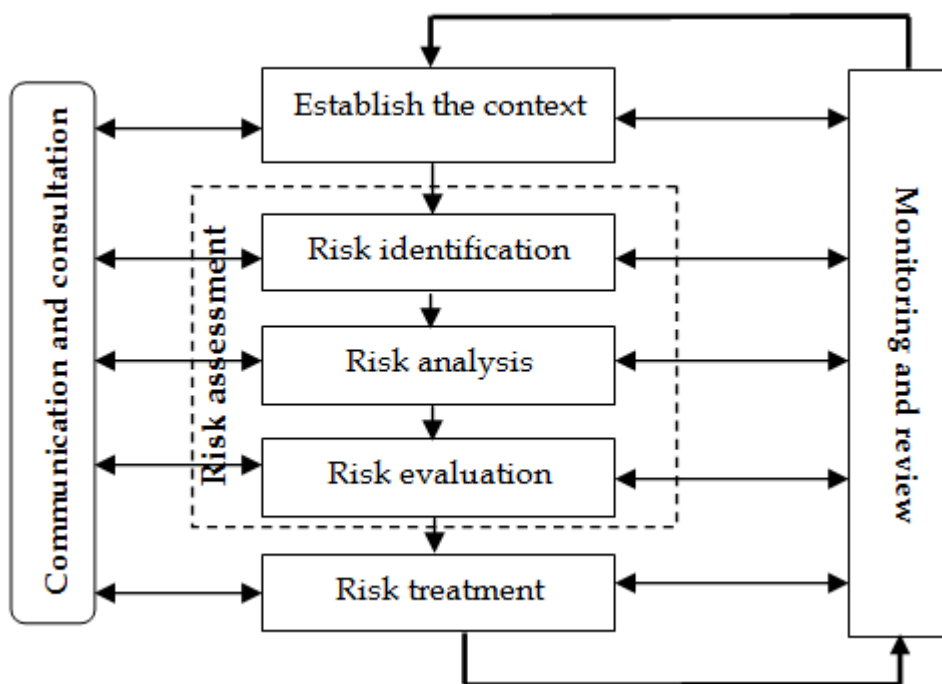 Establish the context
Communication and consultation
Risk assessment
Risk identification
Risk analysis
Risk evaluation
Risk treatment
Monitoring and review